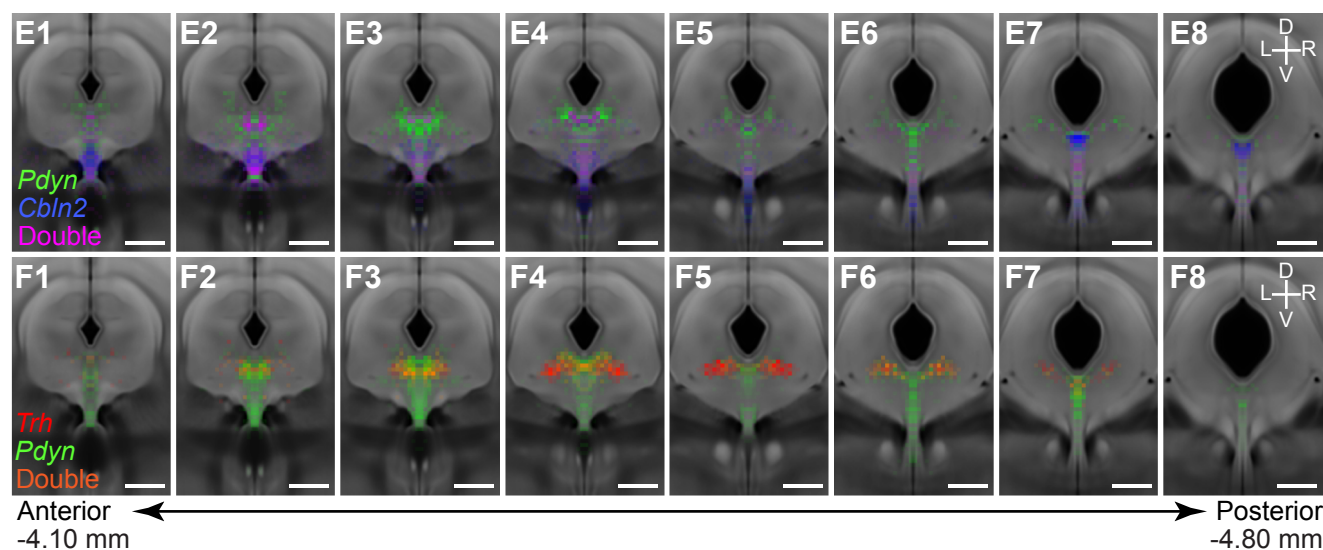 E1 E2 E3 E4 E5 E6 E7 E8
D
L R
V
Pdyn
Cbln2
Double
F1 F2 F3 F4 F5 F6 F7 F8
D
L R
V
Trh
Pdyn
Double
Anterior Posterior
-4.10 mm -4.80 mm